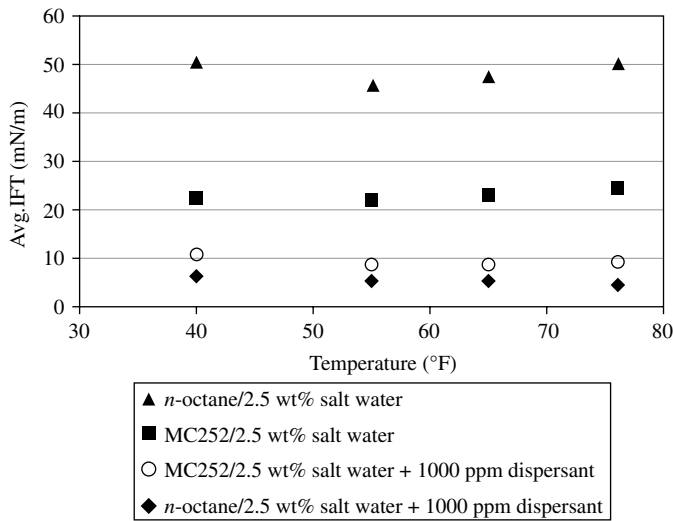 60
50
40
30
20
10
0
Avg.IFT (mN/m)
30 40 50 60 70 80
Temperature (°F)
n-octane/2.5 wt% salt water
MC252/2.5 wt% salt water
MC252/2.5 wt% salt water + 1000 ppm dispersant
n-octane/2.5 wt% salt water + 1000 ppm dispersant